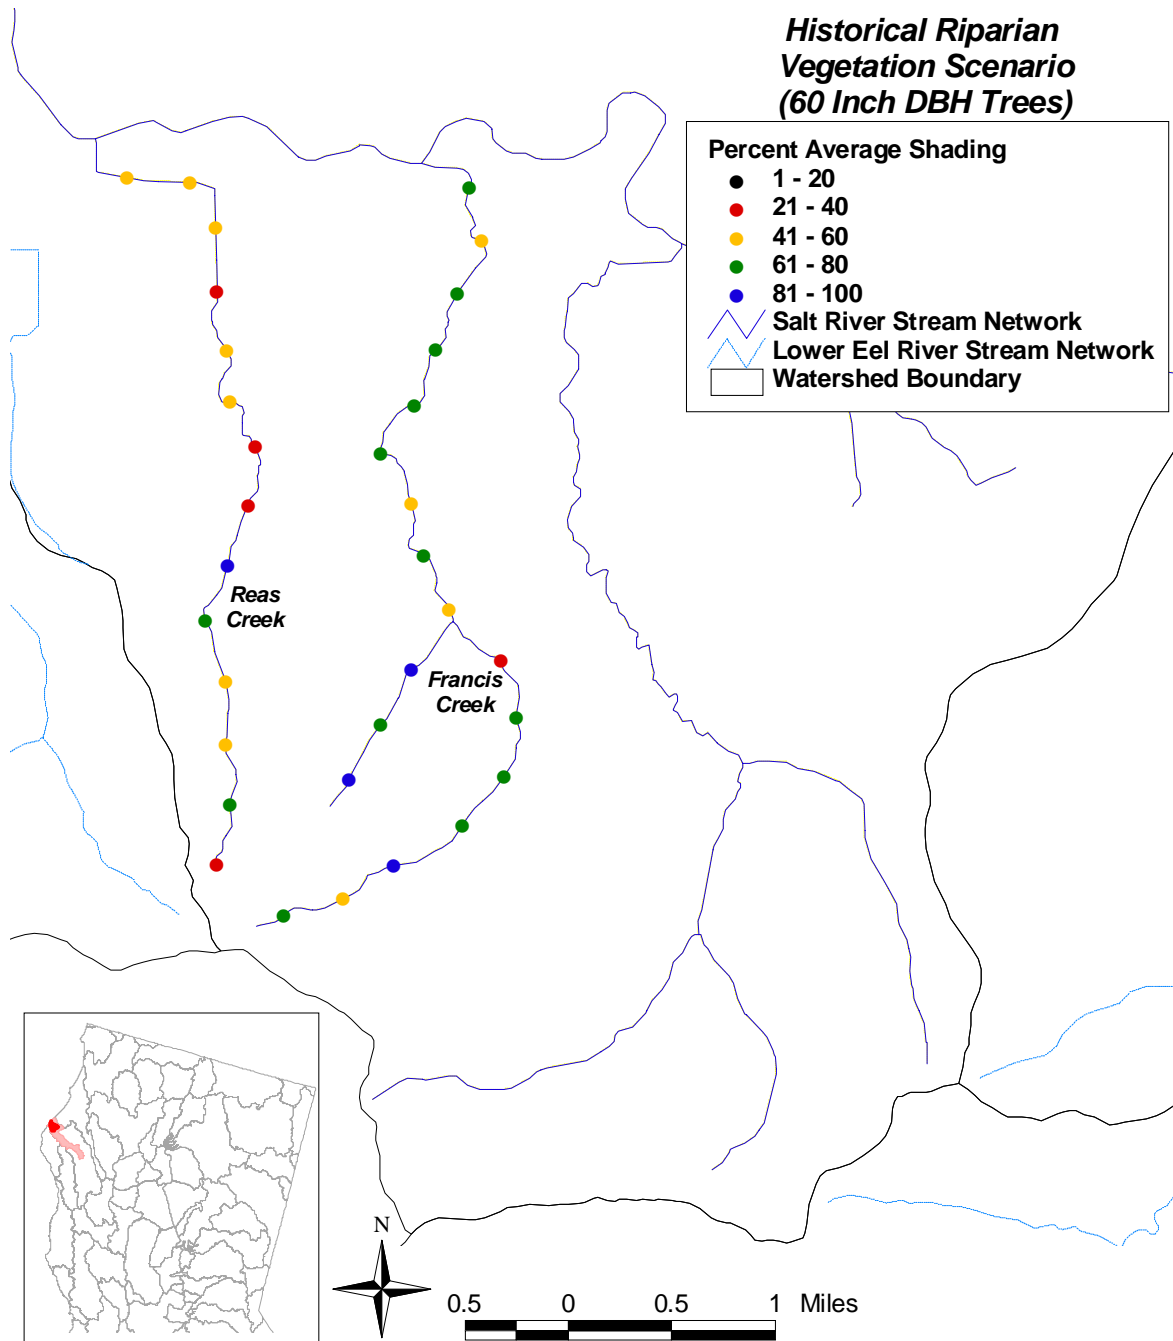 Historical Riparian
Vegetation Scenario
(60 Inch DBH Trees)
Percent Average Shading
1 - 20
21 - 40
41 - 60
61 - 80
81 - 100
Salt River Stream Network
Lower Eel River Stream Network
Watershed Boundary
Reas
Creek
Francis
Creek
N
0.5 0 0.5 1 Miles